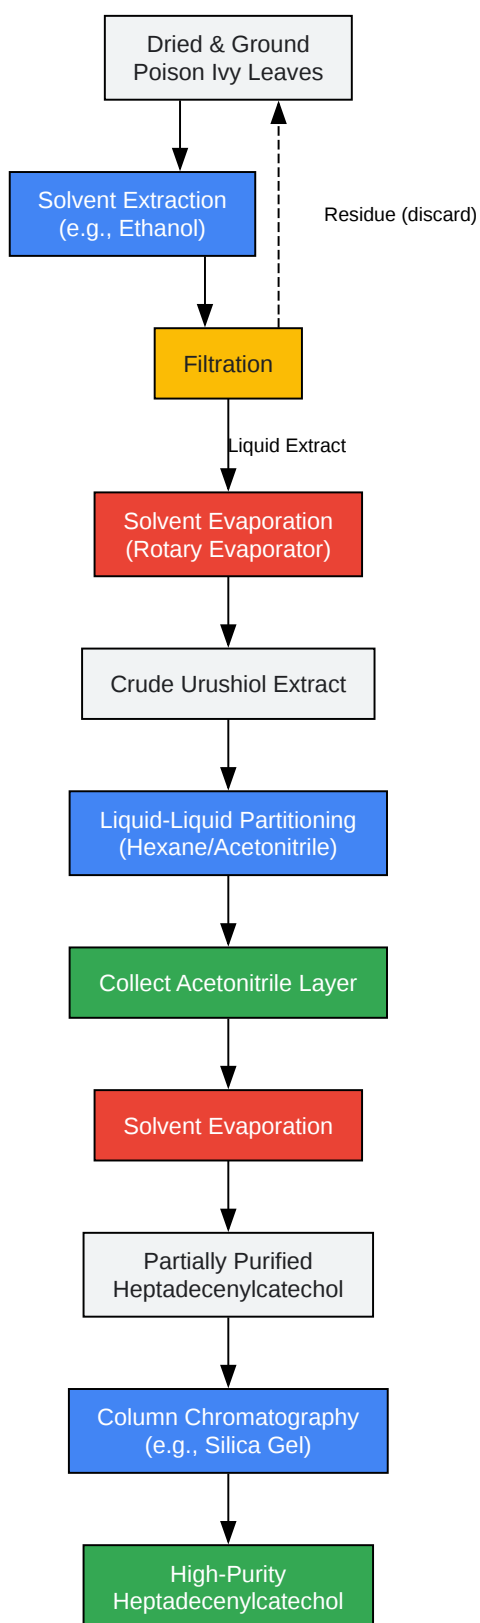 Dried & Ground
Poison Ivy Leaves
Solvent Extraction
(e.g., Ethanol)
Residue (discard)
Filtration
Liquid Extract
Solvent Evaporation
(Rotary Evaporator)
Crude Urushiol Extract
Liquid-Liquid Partitioning
(Hexane/Acetonitrile)
Collect Acetonitrile Layer
Solvent Evaporation
Partially Purified
Heptadecenylcatechol
Column Chromatography
(e.g., Silica Gel)
High-Purity
Heptadecenylcatechol